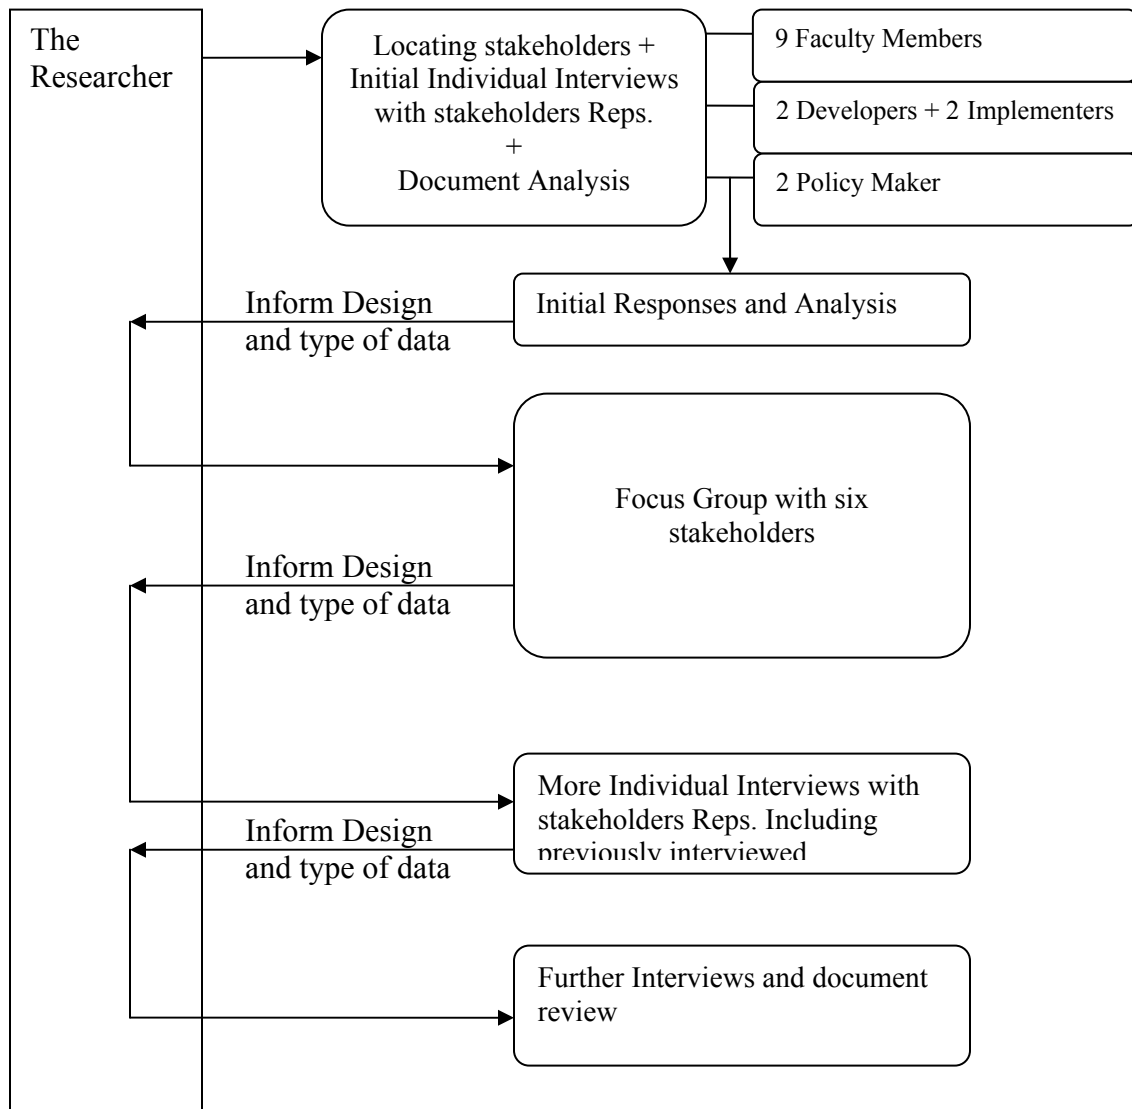 The
Researcher
Locating stakeholders +
Initial Individual Interviews
with stakeholders Reps.
+
Document Analysis
9 Faculty Members
2 Developers + 2 Implementers
2 Policy Maker
Initial Responses and Analysis
Inform Design
and type of data
Focus Group with six
stakeholders
Inform Design
and type of data
More Individual Interviews with
stakeholders Reps. Including
previously interviewed
Inform Design
and type of data
Further Interviews and document
review